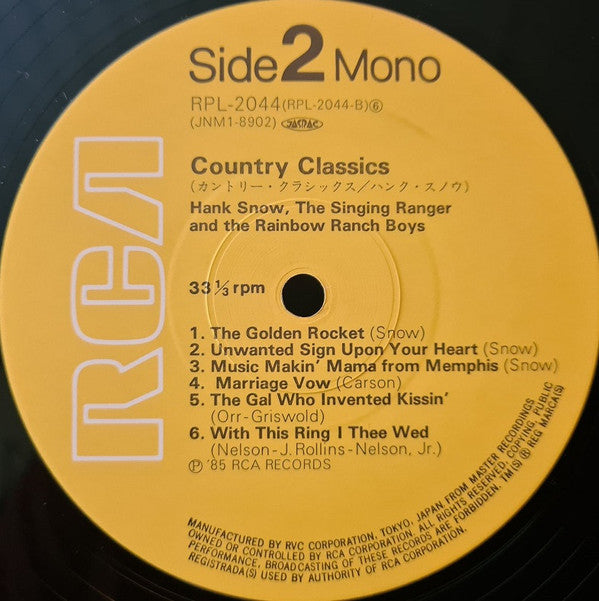 RCA
Side 2 Mono
RPL-2044(RPL-2044-B)⑥
(JNM1-8902) JASRAC
Country Classics
(カントリー・クラシックス/ハンク・スノウ)
Hank Snow, The Singing Ranger
and the Rainbow Ranch Boys
33 1/3 rpm
1. The Golden Rocket (Snow)
2. Unwanted Sign Upon Your Heart (Snow)
3. Music Makin' Mama from Memphis (Snow)
4. Marriage Vow (Carson)
5. The Gal Who Invented Kissin'
(Orr-Griswold)
6. With This Ring I Thee Wed
(Nelson-J. Rollins-Nelson, Jr.)
Ⓟ '85 RCA RECORDS
MANUFACTURED BY RVC CORPORATION, TOKYO, JAPAN FROM MASTER RECORDINGS
OWNED OR CONTROLLED BY RCA CORPORATION. ALL RIGHTS RESERVED, COPYING, PUBLIC
PERFORMANCE, BROADCASTING OF THESE RECORDS ARE FORBIDDEN. TM(S) ® REG MARCA(S)
REGISTRADA(S) USED BY AUTHORITY OF RCA CORPORATION.